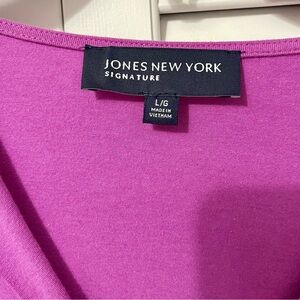 JONES NEW YORK
SIGNATURE
L/G
MADE IN
VIETNAM